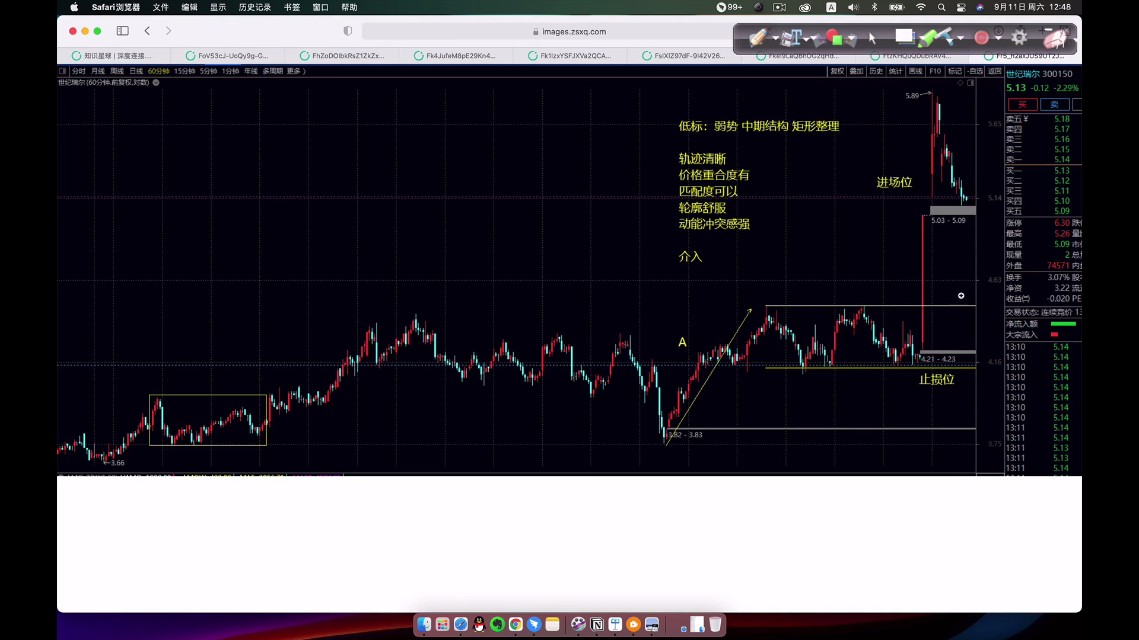 Safari浏览器 文件 编辑 显示 历史记录 书签 窗口 帮助
99+
A
9月11日 周六 12:48
images.zsxq.com
知识星球 | 深度连接...
FoVS3cJ-UcQy9g-G...
FhZoDOlbkRsZ1ZkZx...
Fk4JufeM8pE29Kn4...
Fk1IzxYSFJXVa2QCA...
分时 月线 周线 日线 60分钟 15分钟 5分钟 1分钟 年线 多周期 更多 〉
复权 叠加 历史 统计 画线 F10 标记 -自选 返回
世纪瑞尔(60分钟,前复权,对数)
世纪瑞尔 300150
5.13 -0.12 -2.29%
买 卖
卖五 5.18
卖四 5.17
卖三 5.16
卖二 5.15
卖一 5.14
买一 5.13
买二 5.12
买三 5.11
买四 5.10
买五 5.09
涨停 6.30
最高 5.26
最低 5.09
现量 2
外盘 74571
换手 3.07%
净资 3.22
收益(二) -0.020 PE
交易状态: 连续竞价
净流入额
大宗流入
13:10 5.14
13:10 5.14
13:10 5.14
13:10 5.14
13:10 5.14
13:10 5.14
13:10 5.14
13:10 5.14
13:11 5.14
13:11 5.14
13:11 5.13
13:11 5.13
13:11 5.14
5.89
低标：弱势 中期结构 矩形整理
轨迹清晰
价格重合度有
匹配度可以
轮廓舒服
动能冲突感强
介入
进场位
5.03 - 5.09
A
4.21 - 4.23
止损位
3.82 - 3.83
3.66
5.14
4.63
4.16
3.75